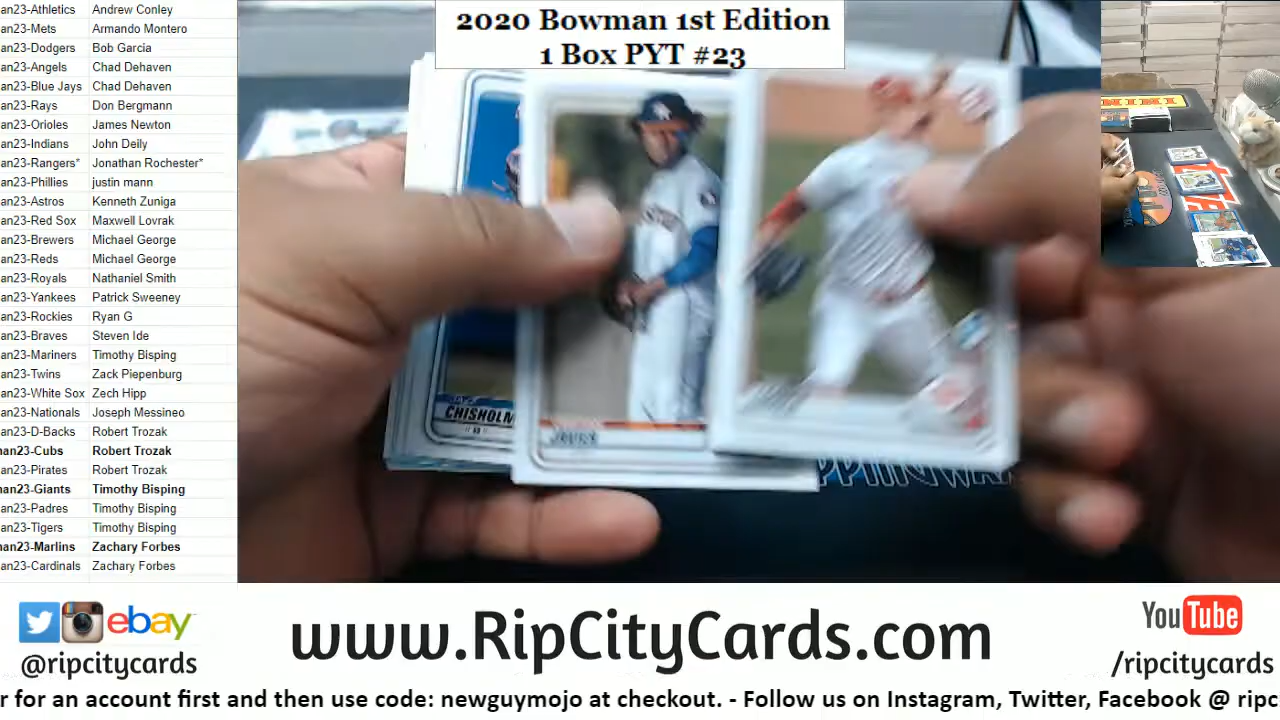 2020 Bowman 1st Edition
1 Box PYT #23
an23-Athletics Andrew Conley
an23-Mets Armando Montero
an23-Dodgers Bob Garcia
an23-Angels Chad Dehaven
an23-Blue Jays Chad Dehaven
an23-Rays Don Bergmann
an23-Orioles James Newton
an23-Indians John Deily
an23-Rangers* Jonathan Rochester*
an23-Phillies justin mann
an23-Astros Kenneth Zuniga
an23-Red Sox Maxwell Lovrak
an23-Brewers Michael George
an23-Reds Michael George
an23-Royals Nathaniel Smith
an23-Yankees Patrick Sweeney
an23-Rockies Ryan G
an23-Braves Steven Ide
an23-Mariners Timothy Bisping
an23-Twins Zack Piepenburg
an23-White Sox Zech Hipp
an23-Nationals Joseph Messineo
an23-D-Backs Robert Trozak
nan23-Cubs Robert Trozak
an23-Pirates Robert Trozak
nan23-Giants Timothy Bisping
an23-Padres Timothy Bisping
an23-Tigers Timothy Bisping
nan23-Marlins Zachary Forbes
an23-Cardinals Zachary Forbes
CHISHOLM
ebay
@ripcitycards
www.RipCityCards.com
YouTube
/ripcitycards
r for an account first and then use code: newguymojo at checkout. - Follow us on Instagram, Twitter, Facebook @ ripc